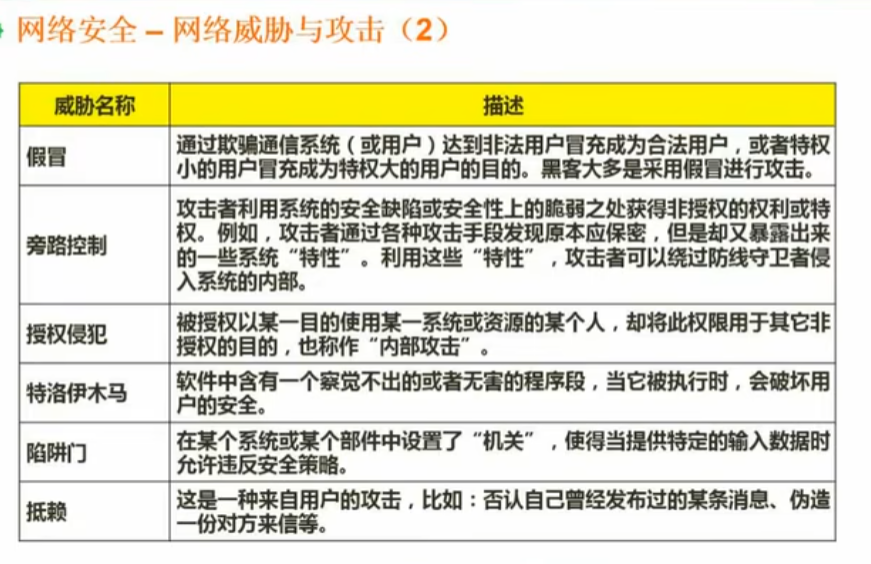 网络安全 – 网络威胁与攻击（2）
威胁名称 描述
假冒 通过欺骗通信系统（或用户）达到非法用户冒充成为合法用户，或者特权
小的用户冒充成为特权大的用户的目的。黑客大多是采用假冒进行攻击。
旁路控制 攻击者利用系统的安全缺陷或安全性上的脆弱之处获得非授权的权利或特
权。例如，攻击者通过各种攻击手段发现原本应保密，但是却又暴露出来
的一些系统“特性”。利用这些“特性”，攻击者可以绕过防线守卫者侵
入系统的内部。
授权侵犯 被授权以某一目的使用某一系统或资源的某个人，却将此权限用于其它非
授权的目的，也称作“内部攻击”。
特洛伊木马 软件中含有一个察觉不出的或者无害的程序段，当它被执行时，会破坏用
户的安全。
陷阱门 在某个系统或某个部件中设置了“机关”，使得当提供特定的输入数据时
允许违反安全策略。
抵赖 这是一种来自用户的攻击，比如：否认自己曾经发布过的某条消息、伪造
一份对方来信等。